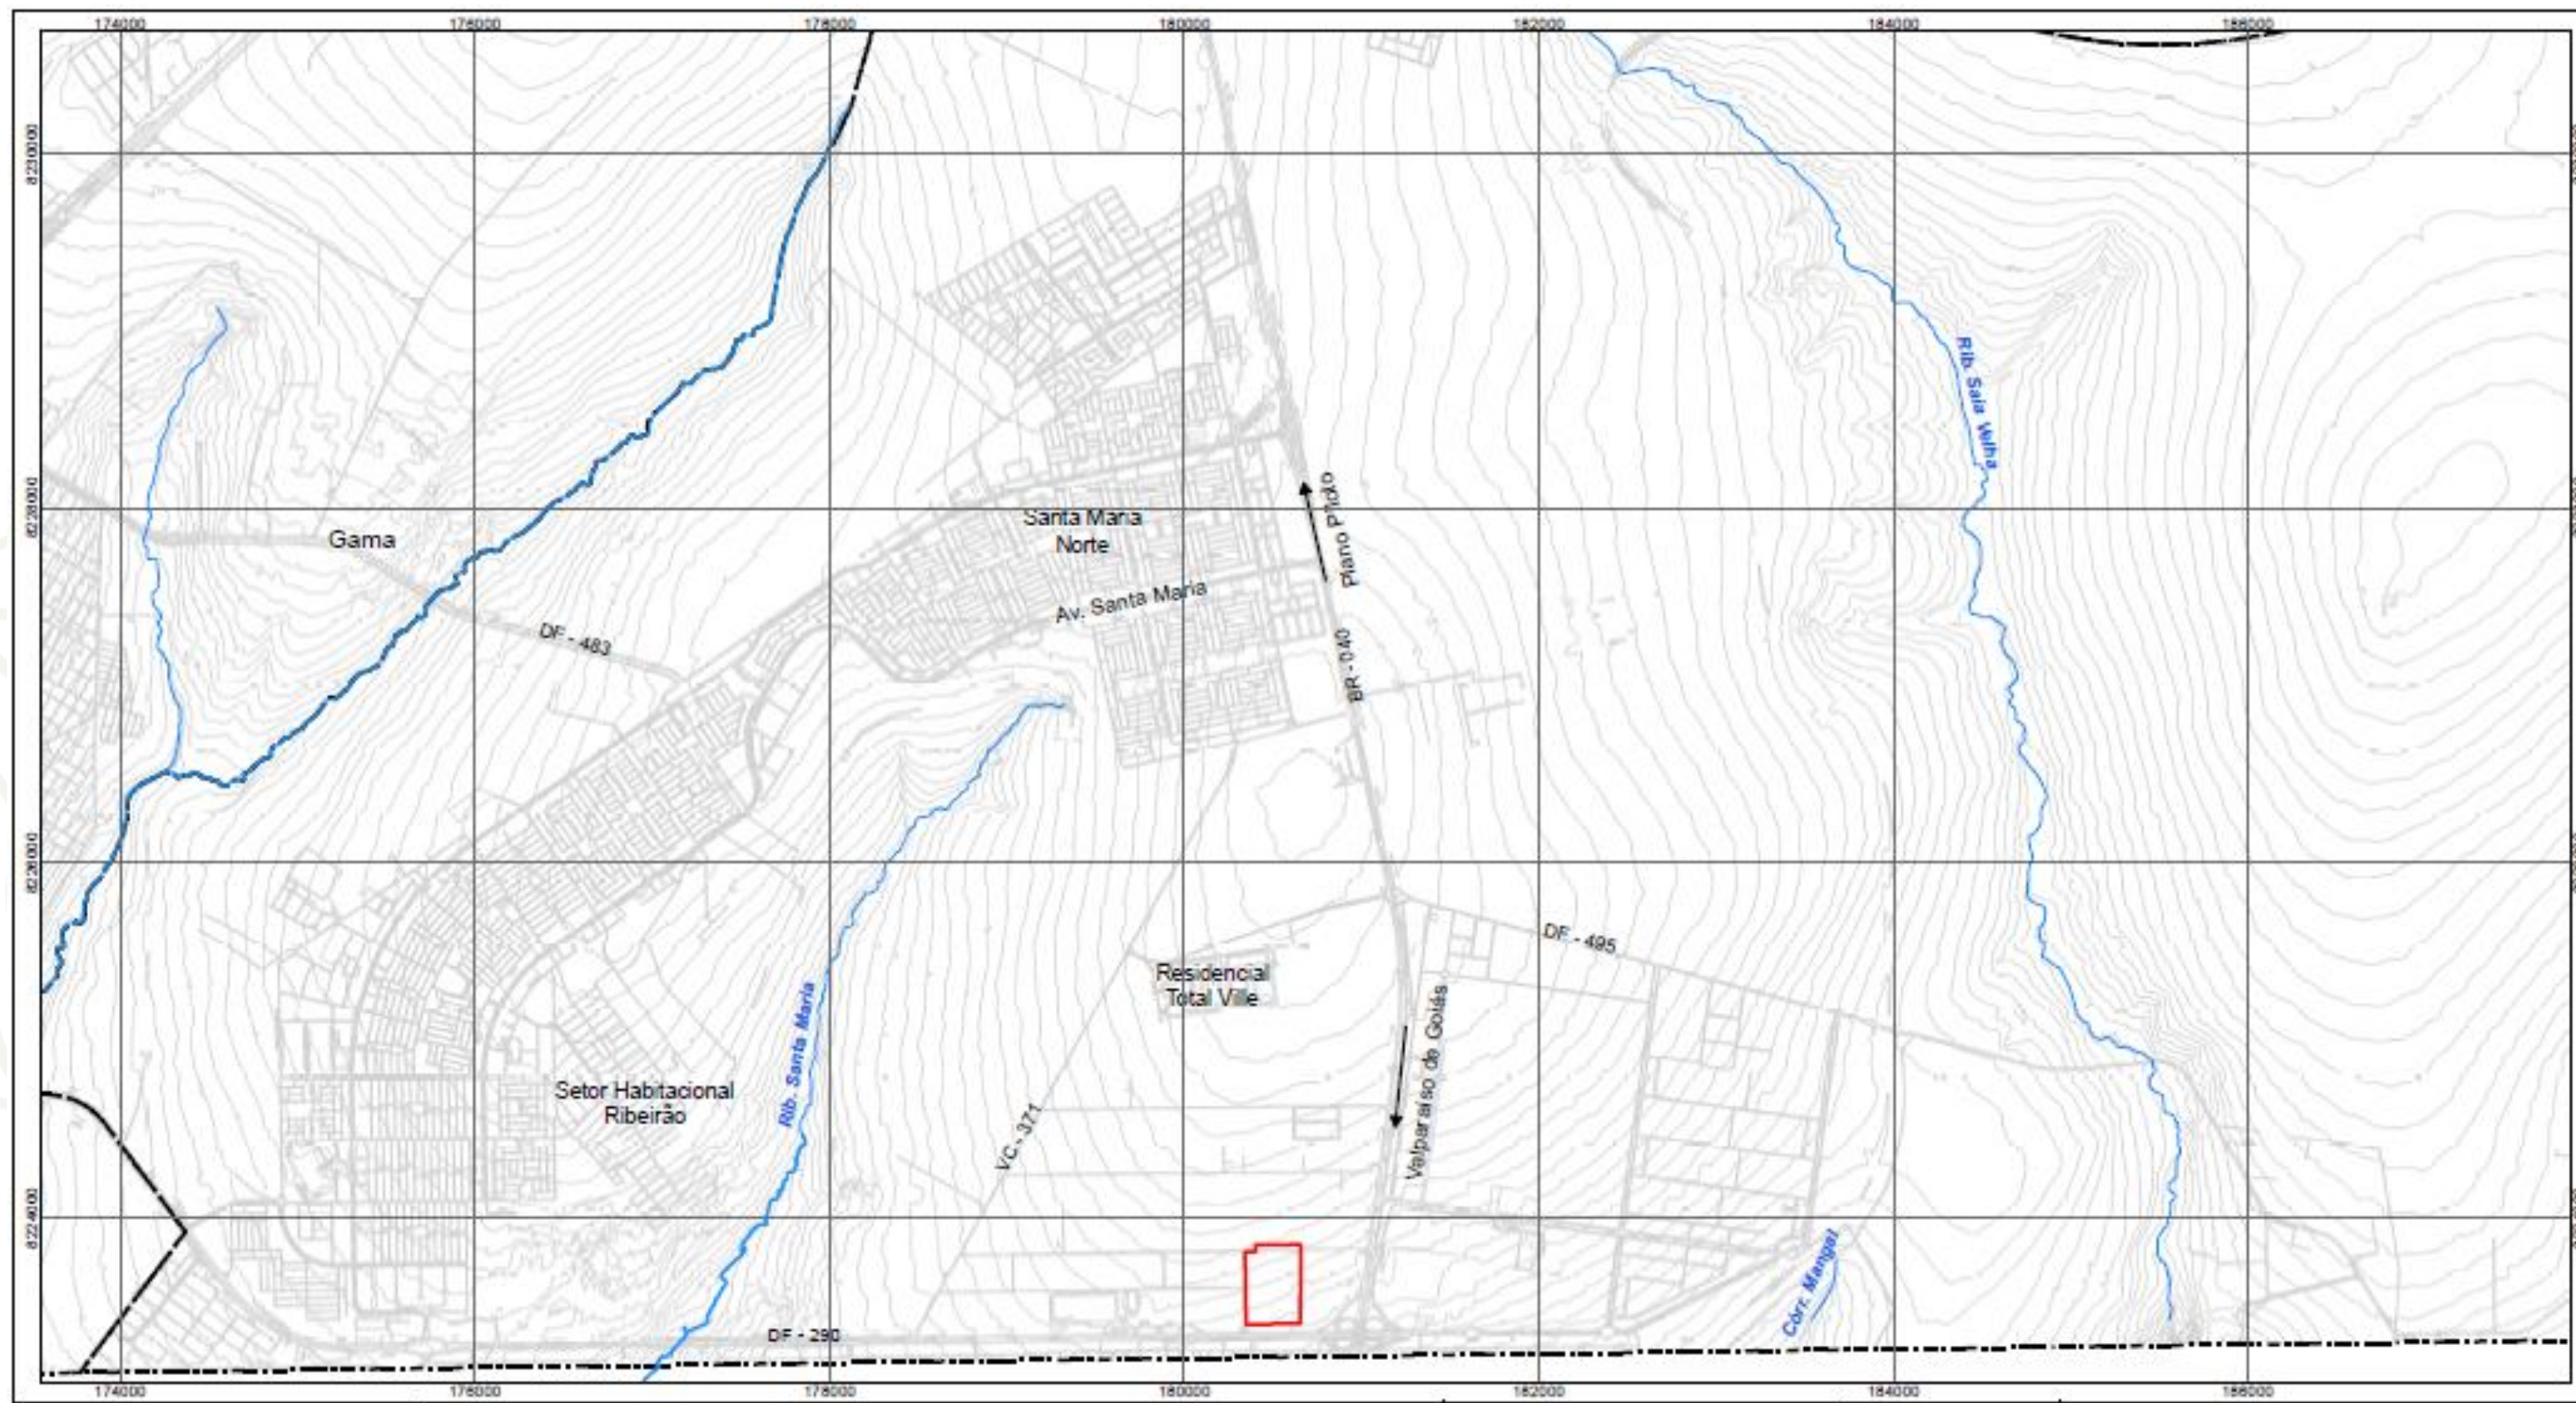 174000
176000
178000
180000
182000
184000
186000
8230000
Rib. Saia Velha
8228000
Plano Piloto
Santa Maria
Norte
Gama
Av. Santa Maria
DF - 483
BR - 040
8226000
DF - 495
Residencial
Total Ville
Rib. Santa Maria
Valparaíso de Goiás
Setor Habitacional
Ribeirão
VC - 371
8224000
Córr. Mangal
DF - 290
174000
176000
178000
180000
182000
184000
186000